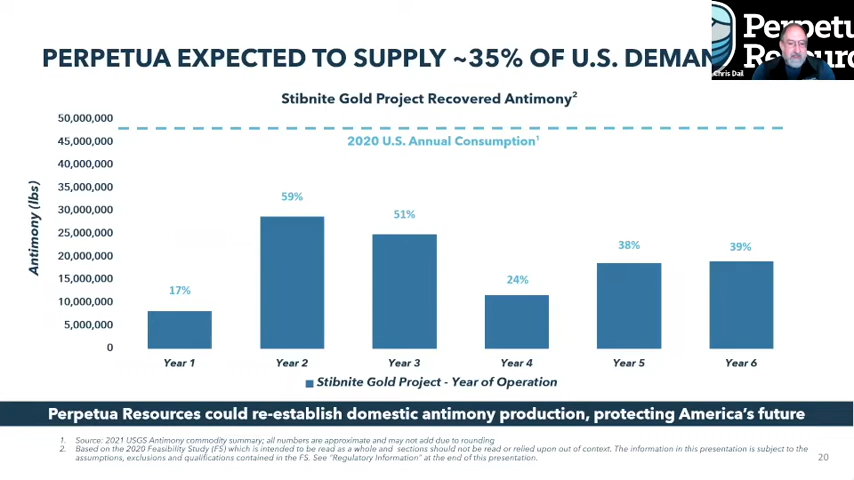 PERPETUA EXPECTED TO SUPPLY ~35% OF U.S. DEMAN
Perpetu
Resourc
Chris Dail
Stibnite Gold Project Recovered Antimony2
50,000,000
45,000,000
40,000,000
35,000,000
30,000,000
25,000,000
20,000,000
15,000,000
10,000,000
5,000,000
0
Antimony (lbs)
2020 U.S. Annual Consumption1
17%
59%
51%
24%
38%
39%
Year 1 Year 2 Year 3 Year 4 Year 5 Year 6
Stibnite Gold Project - Year of Operation
Perpetua Resources could re-establish domestic antimony production, protecting America's future
1. Source: 2021 USGS Antimony commodity summary; all numbers are approximate and may not add due to rounding
2. Based on the 2020 Feasibility Study (FS) which is intended to be read as a whole and sections should not be read or relied upon out of context. The information in this presentation is subject to the
assumptions, exclusions and qualifications contained in the FS. See "Regulatory Information" at the end of this presentation.
20